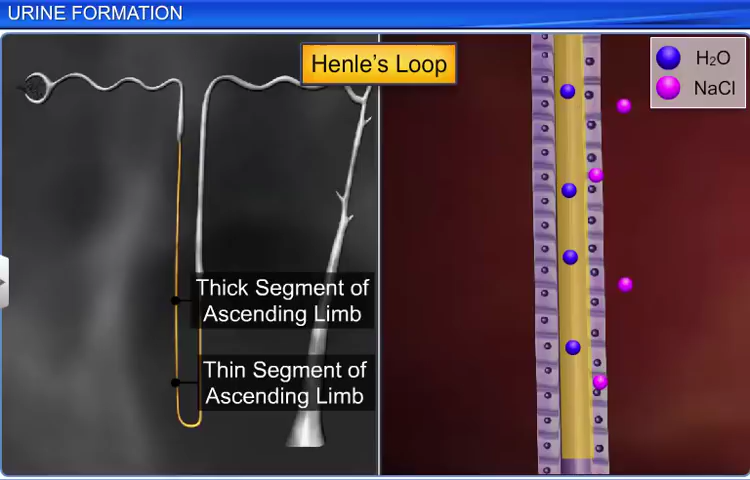 URINE FORMATION
Henle's Loop
H₂O
NaCl
Thick Segment of
Ascending Limb
Thin Segment of
Ascending Limb